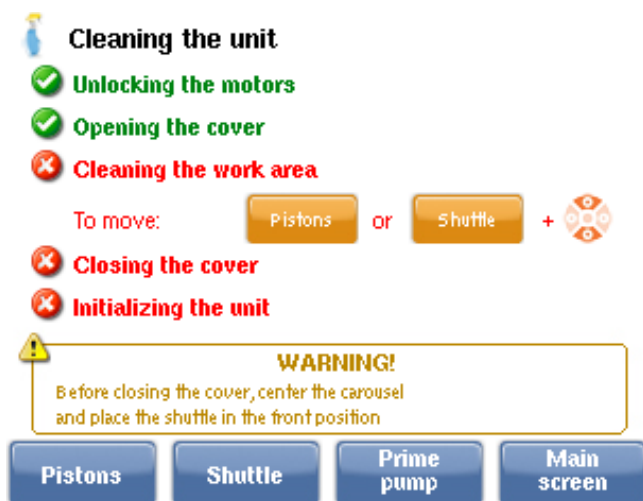 Cleaning the unit
Unlocking the motors
Opening the cover
Cleaning the work area
To move: Pistons or Shuttle +
Closing the cover
Initializing the unit
WARNING!
Before closing the cover, center the carousel
and place the shuttle in the front position
Pistons Shuttle Prime pump Main screen